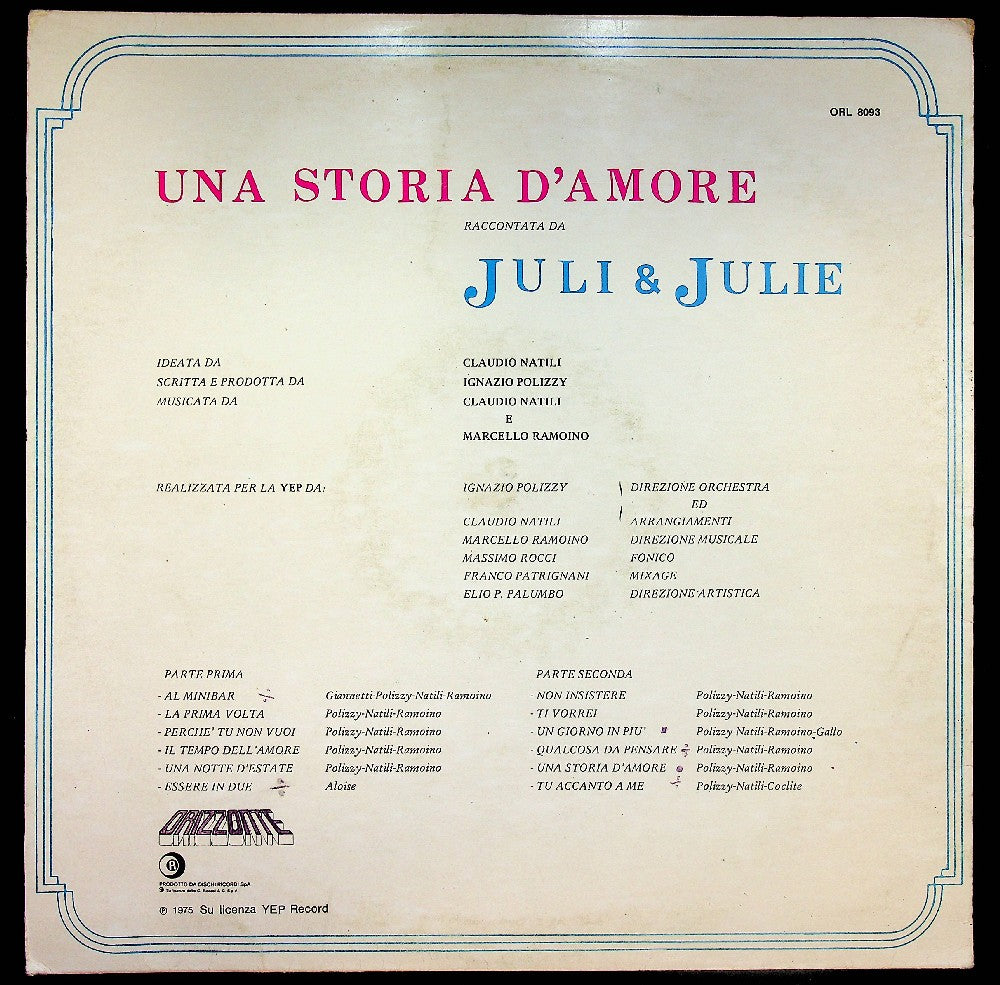 ORL 8093
UNA STORIA D'AMORE
RACCONTATA DA
JULI & JULIE
IDEATA DA CLAUDIO NATILI
SCRITTA E PRODOTTA DA IGNAZIO POLIZZY
MUSICATA DA CLAUDIO NATILI
E
MARCELLO RAMOINO
REALIZZATA PER LA YEP DA: IGNAZIO POLIZZY DIREZIONE ORCHESTRA
ED
CLAUDIO NATILI ARRANGIAMENTI
MARCELLO RAMOINO DIREZIONE MUSICALE
MASSIMO ROCCI FONICO
FRANCO PATRIGNANI MIXAGE
ELIO P. PALUMBO DIREZIONE ARTISTICA
PARTE PRIMA
- AL MINIBAR Giannetti-Polizzy-Natili-Ramoino
- LA PRIMA VOLTA Polizzy-Natili-Ramoino
- PERCHE' TU NON VUOI Polizzy-Natili-Ramoino
- IL TEMPO DELL'AMORE Polizzy-Natili-Ramoino
- UNA NOTTE D'ESTATE Polizzy-Natili-Ramoino
- ESSERE IN DUE Aloise
PARTE SECONDA
- NON INSISTERE Polizzy-Natili-Ramoino
- TI VORREI Polizzy-Natili-Ramoino
- UN GIORNO IN PIU' Polizzy Natili-Ramoino-Gallo
- QUALCOSA DA PENSARE Polizzy-Natili-Ramoino
- UNA STORIA D'AMORE Polizzy-Natili-Ramoino
- TU ACCANTO A ME Polizzy-Natili-Coclite
ORIZZONTE
R
PRODOTTO DA DISCHI RICORDI SpA
℗ 1975 Su licenza YEP Record